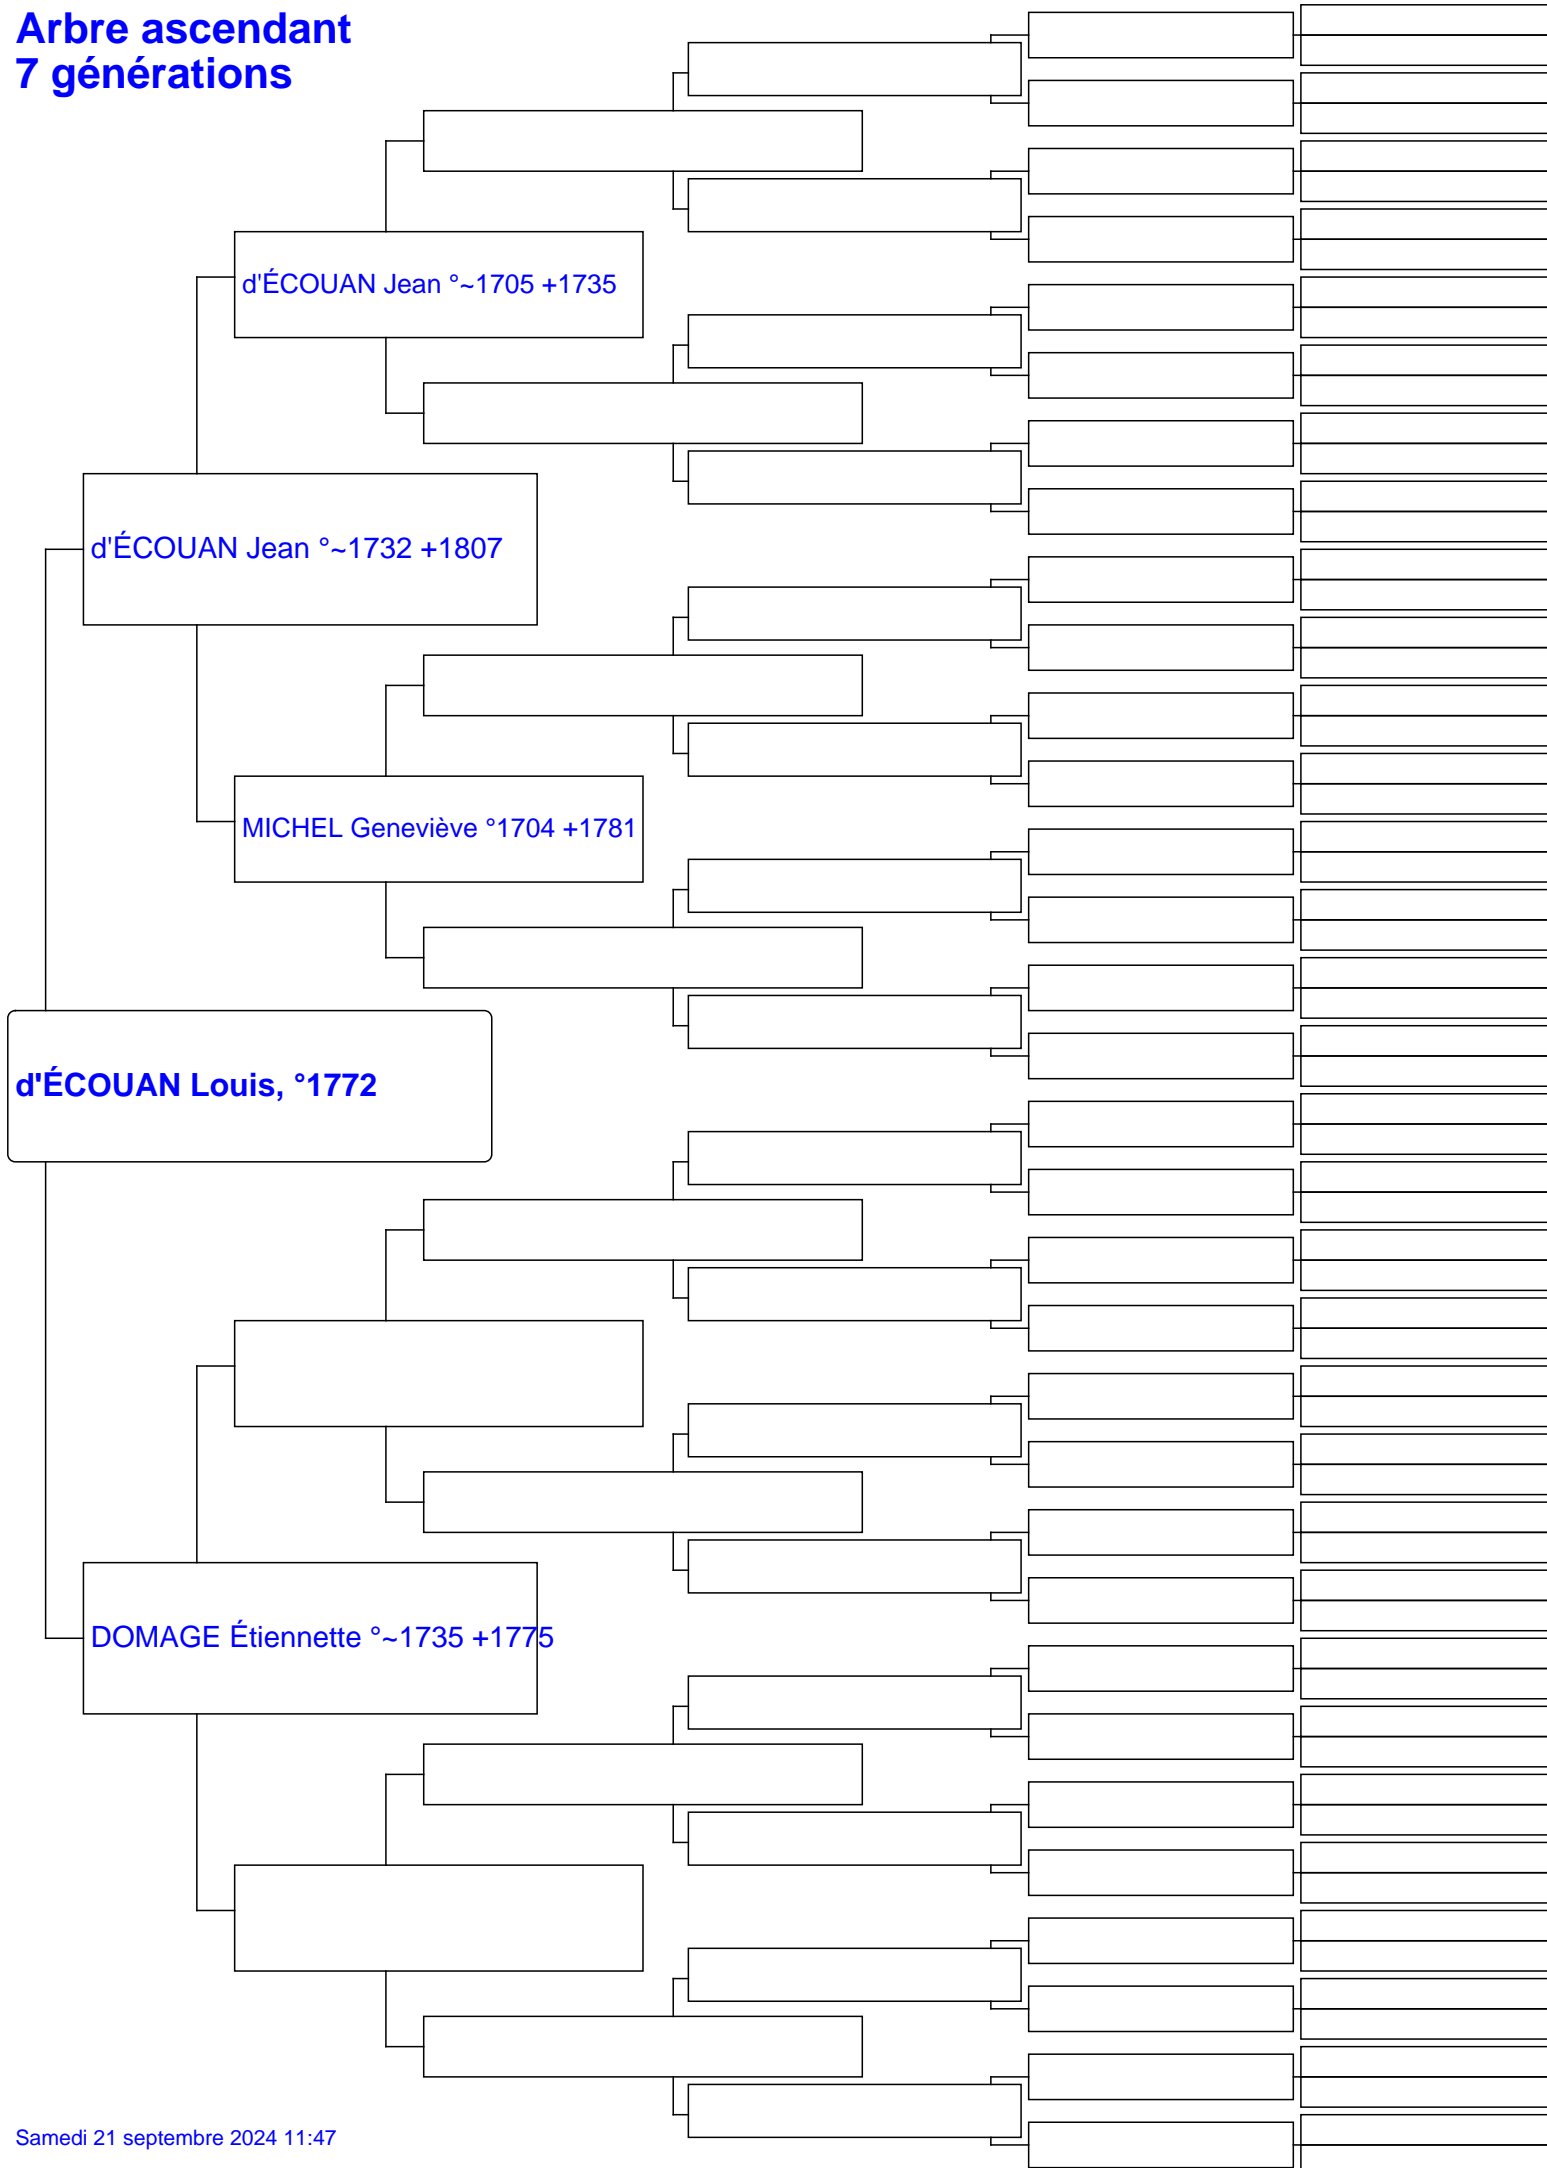 Arbre ascendant
7 générations
d'ÉCOUAN Jean °~1705 +1735
d'ÉCOUAN Jean °~1732 +1807
MICHEL Geneviève °1704 +1781
d'ÉCOUAN Louis, °1772
DOMAGE Étiennette °~1735 +1775
Samedi 21 septembre 2024 11:47